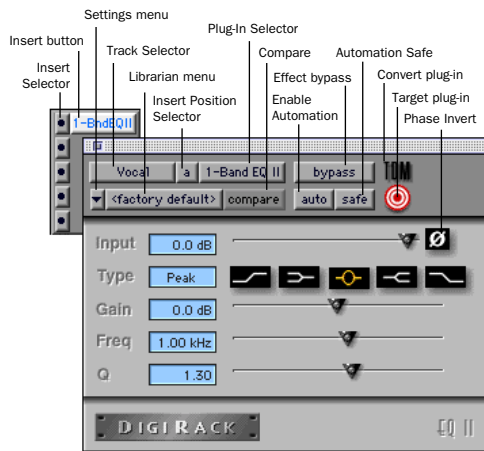 Settings menu
Insert button
Track Selector
Plug-In Selector
Compare
Automation Safe
Insert
Selector
Librarian menu
Insert Position
Selector
Effect bypass
Enable
Automation
Convert plug-in
Target plug-in
Phase Invert
1-BndEQII
Vocal a 1-Band EQ II bypass TDM
<factory default> compare auto safe
Input 0.0 dB Ø
Type Peak
Gain 0.0 dB
Freq 1.00 kHz
Q 1.30
DIGIRACK EQ II